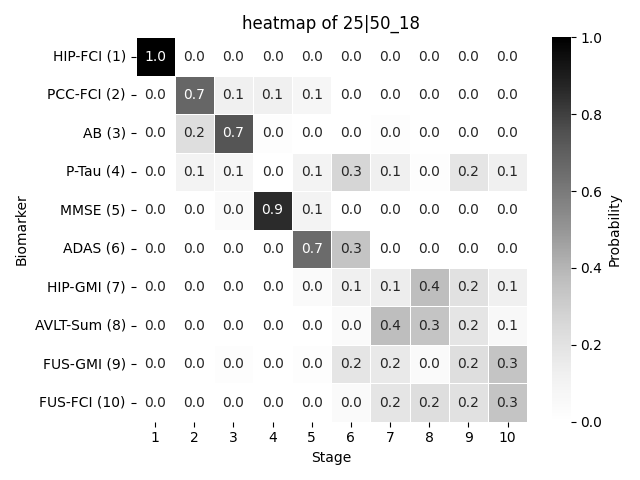 heatmap of 25|50_18
HIP-FCI (1) 1.0 0.0 0.0 0.0 0.0 0.0 0.0 0.0 0.0 0.0
PCC-FCI (2) 0.0 0.7 0.1 0.1 0.1 0.0 0.0 0.0 0.0 0.0
AB (3) 0.0 0.2 0.7 0.0 0.0 0.0 0.0 0.0 0.0 0.0
P-Tau (4) 0.0 0.1 0.1 0.0 0.1 0.3 0.1 0.0 0.2 0.1
MMSE (5) 0.0 0.0 0.0 0.9 0.1 0.0 0.0 0.0 0.0 0.0
ADAS (6) 0.0 0.0 0.0 0.0 0.7 0.3 0.0 0.0 0.0 0.0
HIP-GMI (7) 0.0 0.0 0.0 0.0 0.0 0.1 0.1 0.4 0.2 0.1
AVLT-Sum (8) 0.0 0.0 0.0 0.0 0.0 0.0 0.4 0.3 0.2 0.1
FUS-GMI (9) 0.0 0.0 0.0 0.0 0.0 0.2 0.2 0.0 0.2 0.3
FUS-FCI (10) 0.0 0.0 0.0 0.0 0.0 0.0 0.2 0.2 0.2 0.3
1 2 3 4 5 6 7 8 9 10
Stage
Biomarker
1.0
0.8
0.6
0.4
0.2
0.0
Probability